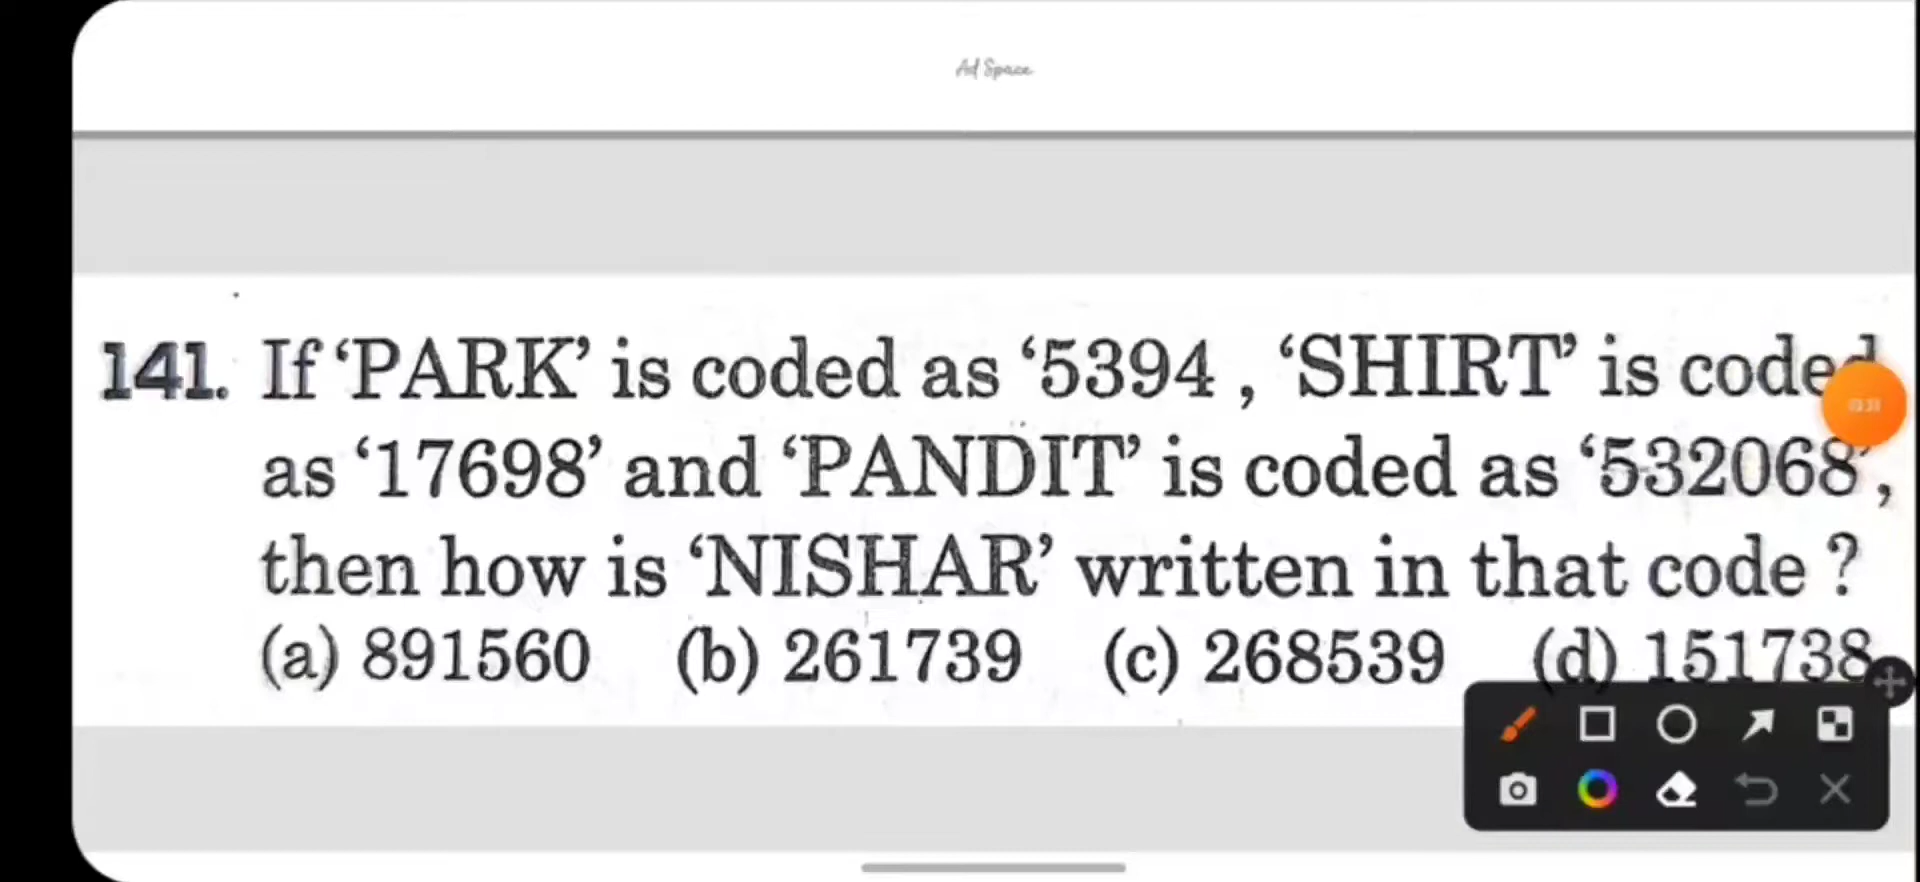 Ad Space
141. If ‘PARK’ is coded as ‘5394 , ‘SHIRT’ is coded
as ‘17698’ and ‘PANDIT’ is coded as ‘532068’,
then how is ‘NISHAR’ written in that code ?
(a) 891560 (b) 261739 (c) 268539 (d) 151738